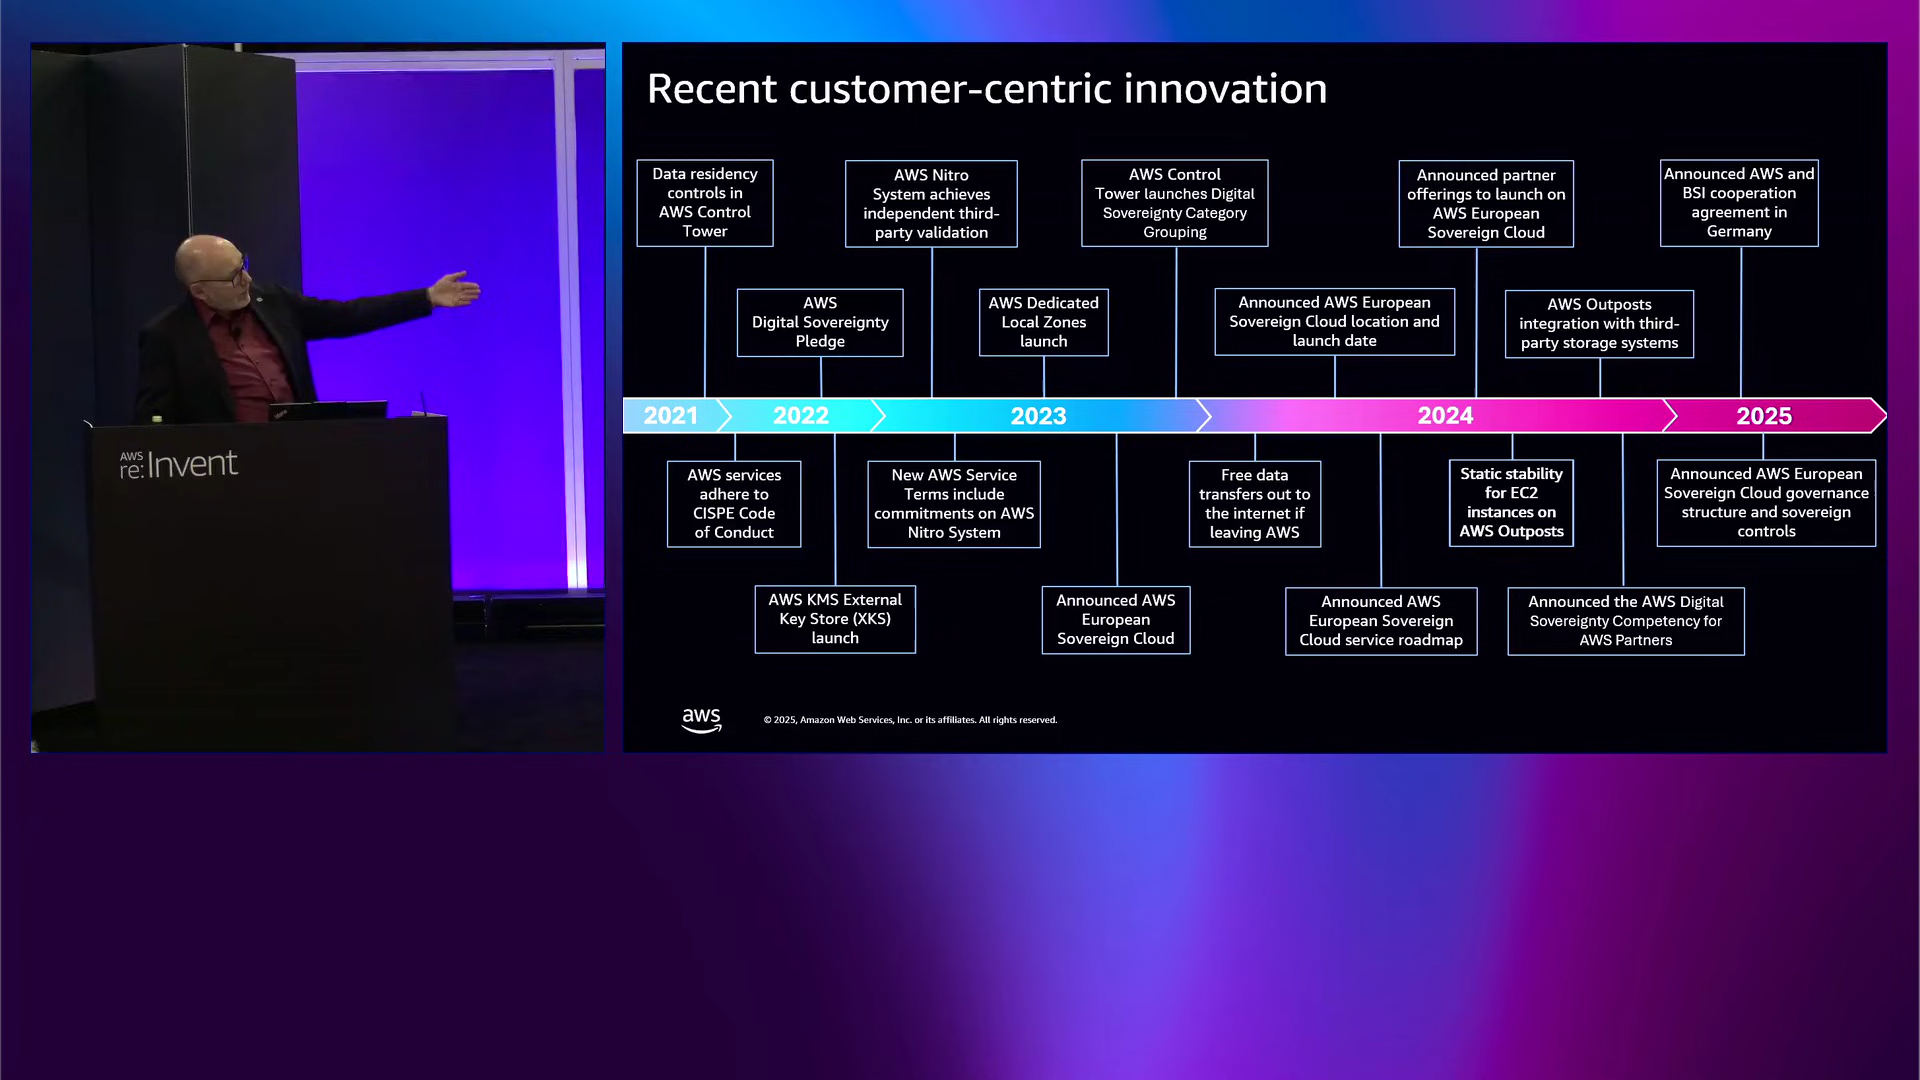 Recent customer-centric innovation
Data residency
controls in
AWS Control
Tower
AWS Nitro
System achieves
independent third-
party validation
AWS Control
Tower launches Digital
Sovereignty Category
Grouping
Announced partner
offerings to launch on
AWS European
Sovereign Cloud
Announced AWS and
BSI cooperation
agreement in
Germany
AWS
Digital Sovereignty
Pledge
AWS Dedicated
Local Zones
launch
Announced AWS European
Sovereign Cloud location and
launch date
AWS Outposts
integration with third-
party storage systems
2021
2022
2023
2024
2025
AWS services
adhere to
CISPE Code
of Conduct
New AWS Service
Terms include
commitments on AWS
Nitro System
Free data
transfers out to
the internet if
leaving AWS
Static stability
for EC2
instances on
AWS Outposts
Announced AWS European
Sovereign Cloud governance
structure and sovereign
controls
AWS KMS External
Key Store (XKS)
launch
Announced AWS
European
Sovereign Cloud
Announced AWS
European Sovereign
Cloud service roadmap
Announced the AWS Digital
Sovereignty Competency for
AWS Partners
aws
© 2025, Amazon Web Services, Inc. or its affiliates. All rights reserved.
AWS
re:Invent